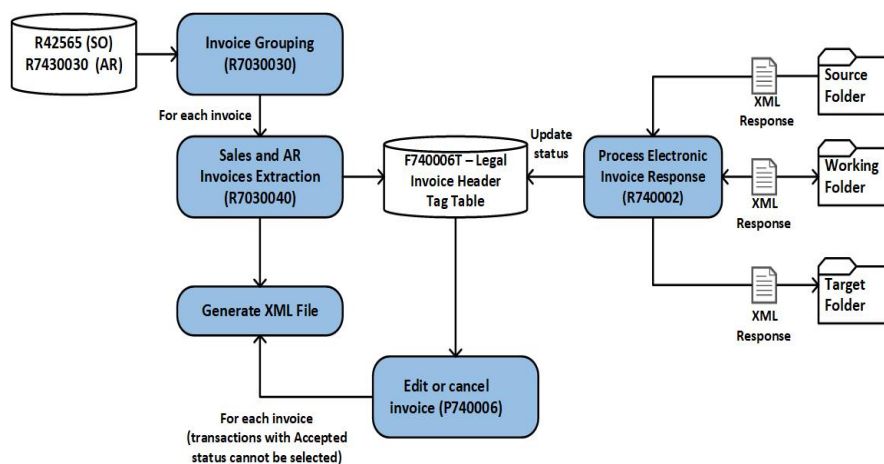 R42565 (SO)
R7430030 (AR)
Invoice Grouping
(R7030030)
For each invoice
Sales and AR
Invoices Extraction
(R7030040)
F740006T – Legal
Invoice Header
Tag Table
Update
status
Process Electronic
Invoice Response
(R740002)
XML
Response
Source
Folder
XML
Response
Working
Folder
XML
Response
Target
Folder
Generate XML File
Edit or cancel
invoice (P740006)
For each invoice
(transactions with Accepted
status cannot be selected)